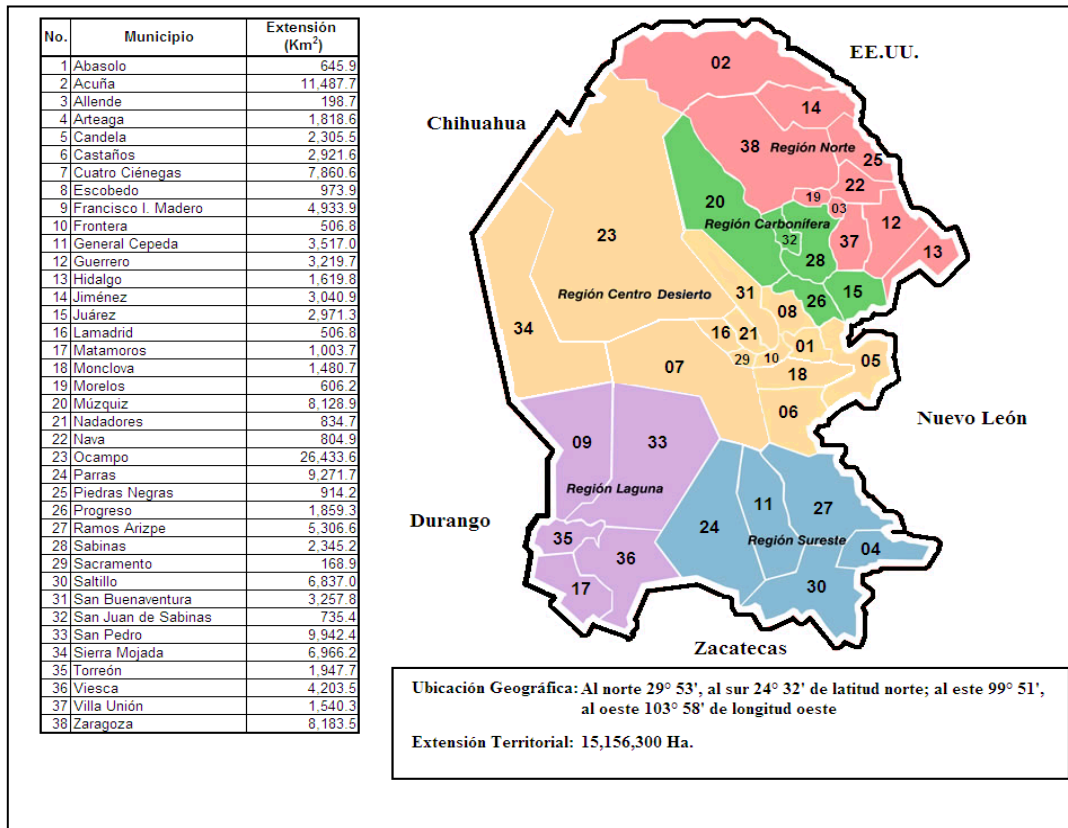 No. Municipio Extensión (Km²)
1 Abasolo 645.9
2 Acuña 11,487.7
3 Allende 198.7
4 Arteaga 1,818.6
5 Candela 2,305.5
6 Castaños 2,921.6
7 Cuatro Ciénegas 7,860.6
8 Escobedo 973.9
9 Francisco I. Madero 4,933.9
10 Frontera 506.8
11 General Cepeda 3,517.0
12 Guerrero 3,219.7
13 Hidalgo 1,619.8
14 Jiménez 3,040.9
15 Juárez 2,971.3
16 Lamadrid 506.8
17 Matamoros 1,003.7
18 Monclova 1,480.7
19 Morelos 606.2
20 Múzquiz 8,128.9
21 Nadadores 834.7
22 Nava 804.9
23 Ocampo 26,433.6
24 Parras 9,271.7
25 Piedras Negras 914.2
26 Progreso 1,859.3
27 Ramos Arizpe 5,306.6
28 Sabinas 2,345.2
29 Sacramento 168.9
30 Saltillo 6,837.0
31 San Buenaventura 3,257.8
32 San Juan de Sabinas 735.4
33 San Pedro 9,942.4
34 Sierra Mojada 6,966.2
35 Torreón 1,947.7
36 Viesca 4,203.5
37 Villa Unión 1,540.3
38 Zaragoza 8,183.5
EE.UU.
02
14
Chihuahua
38
Región Norte
25
22
20
19
03
Región Carbonífera
12
23
32
37
13
28
Región Centro Desierto
31
15
26
08
34
16
21
01
29
10
05
07
18
06
Nuevo León
09
33
Región Laguna
11
27
Durango
24
35
Región Sureste
04
36
17
30
Zacatecas
Ubicación Geográfica: Al norte 29° 53', al sur 24° 32' de latitud norte; al este 99° 51',
al oeste 103° 58' de longitud oeste
Extensión Territorial: 15,156,300 Ha.